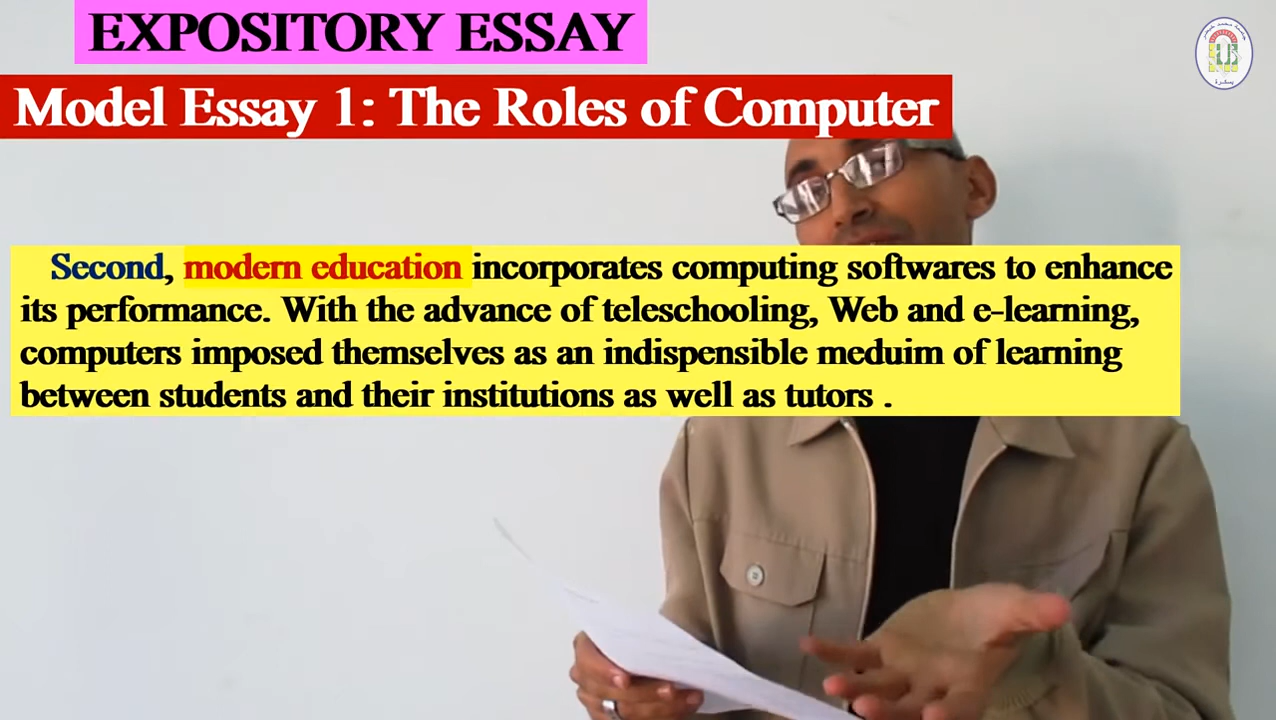 EXPOSITORY ESSAY
Model Essay 1: The Roles of Computer
Second, modern education incorporates computing softwares to enhance
its performance. With the advance of teleschooling, Web and e-learning,
computers imposed themselves as an indispensible meduim of learning
between students and their institutions as well as tutors .